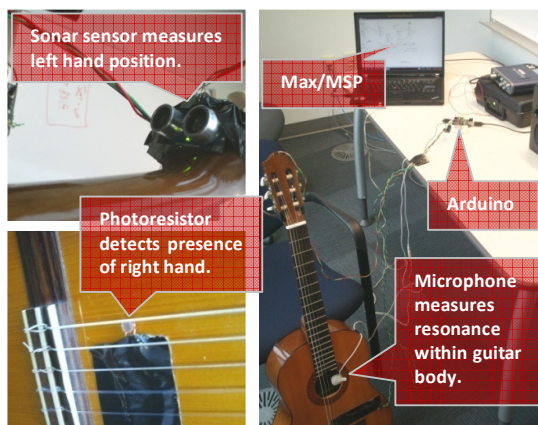 Sonar sensor measures
left hand position.
Max/MSP
Photoresistor
detects presence
of right hand.
Arduino
Microphone
measures
resonance
within guitar
body.